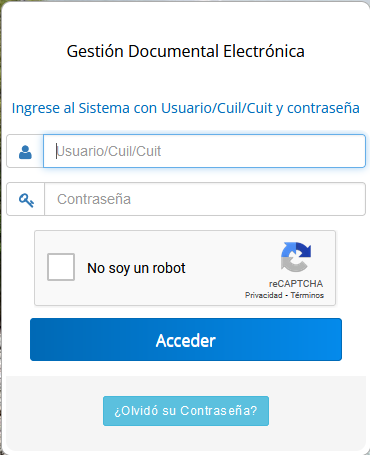 Gestión Documental Electrónica
Ingrese al Sistema con Usuario/Cuil/Cuit y contraseña
Usuario/Cuil/Cuit
Contraseña
No soy un robot
reCAPTCHA
Privacidad - Términos
Acceder
¿Olvidó su Contraseña?